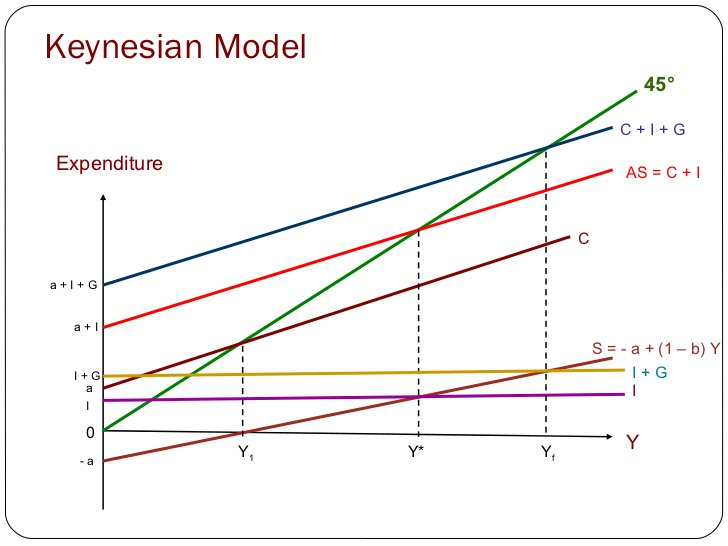 Keynesian Model
45°
C + I + G
Expenditure
AS = C + I
C
a + I + G
a + I
S = - a + (1 – b) Y
I + G
I + G
a
I
I
0
Y
Y₁
Y*
Yf
- a